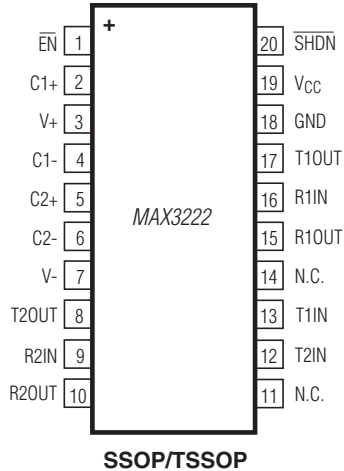 +
EN 1 20 SHDN
C1+ 2 19 VCC
V+ 3 18 GND
C1- 4 17 T1OUT
C2+ 5 16 R1IN
MAX3222
C2- 6 15 R1OUT
V- 7 14 N.C.
T2OUT 8 13 T1IN
R2IN 9 12 T2IN
R2OUT 10 11 N.C.
SSOP/TSSOP